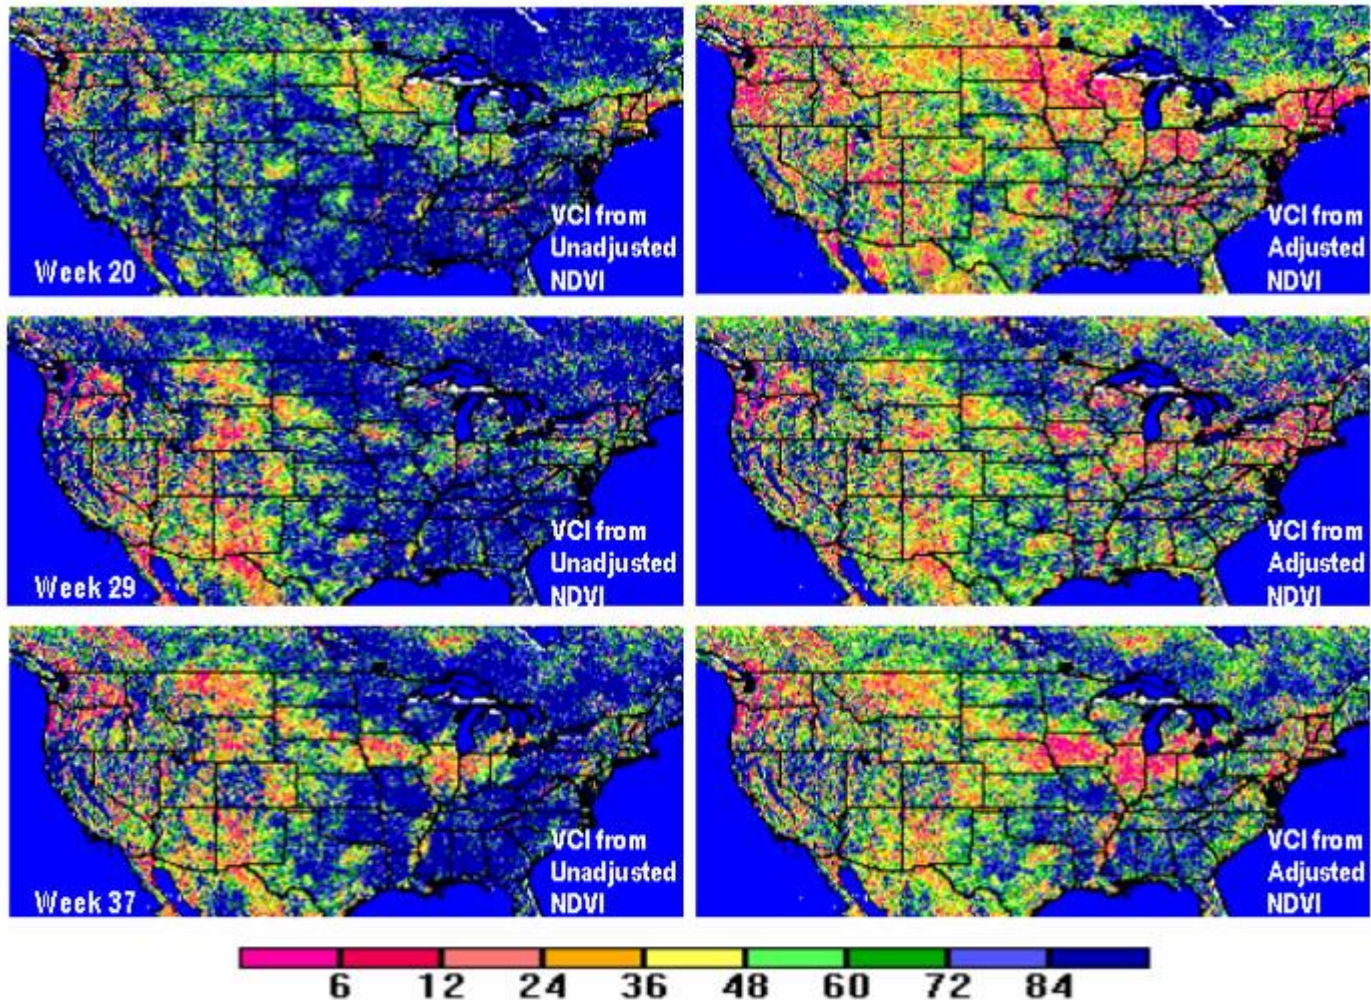 VCI from
Unadjusted
NDVI
Week 20
VCI from
Adjusted
NDVI
VCI from
Unadjusted
NDVI
Week 29
VCI from
Adjusted
NDVI
VCI from
Unadjusted
NDVI
Week 37
VCI from
Adjusted
NDVI
6 12 24 36 48 60 72 84